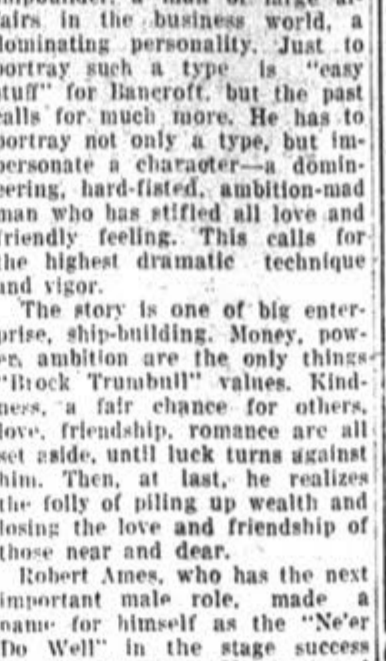 airs in the business world, a
dominating personality. Just to
portray such a type is "easy
stuff" for Bancroft, but the past
calls for much more. He has to
portray not only a type, but im-
personate a character—a domin-
eering, hard-fisted, ambition-mad
man who has stifled all love and
friendly feeling. This calls for
the highest dramatic technique
and vigor.
The story is one of big enter-
prise, ship-building. Money, pow-
er, ambition are the only things
"Brock Trumbull" values. Kind-
ness, a fair chance for others,
love, friendship, romance are all
set aside, until luck turns against
him. Then, at last, he realizes
the folly of piling up wealth and
losing the love and friendship of
those near and dear.
Robert Ames, who has the next
important male role, made a
name for himself as the "Ne'er
Do Well" in the stage success